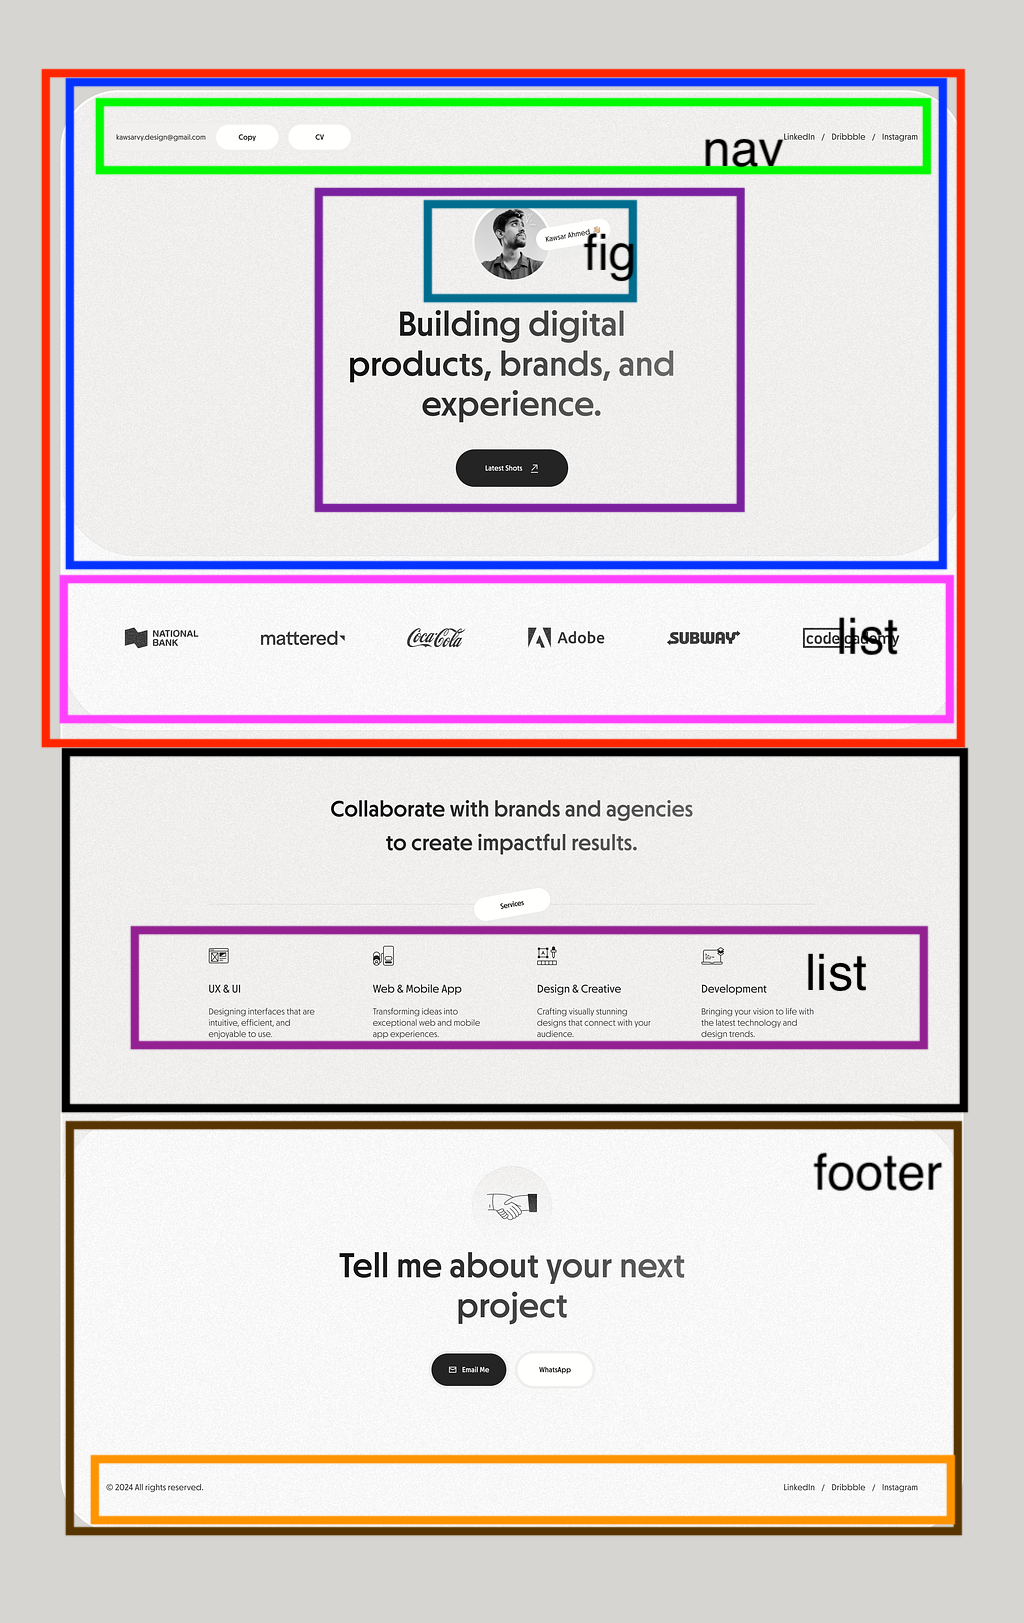 kawsarvy.design@gmail.com Copy CV nav LinkedIn / Dribbble / Instagram
Kawsar Ahmed
fig
Building digital
products, brands, and
experience.
Latest Shots
NATIONAL
BANK
mattered
Coca-Cola
Adobe
SUBWAY
codecademy
list
Collaborate with brands and agencies
to create impactful results.
Services
list
UX & UI
Designing interfaces that are
intuitive, efficient, and
enjoyable to use.
Web & Mobile App
Transforming ideas into
exceptional web and mobile
app experiences.
Design & Creative
Crafting visually stunning
designs that connect with your
audience.
Development
Bringing your vision to life with
the latest technology and
design trends.
footer
Tell me about your next
project
Email Me WhatsApp
© 2024 All rights reserved. LinkedIn / Dribbble / Instagram